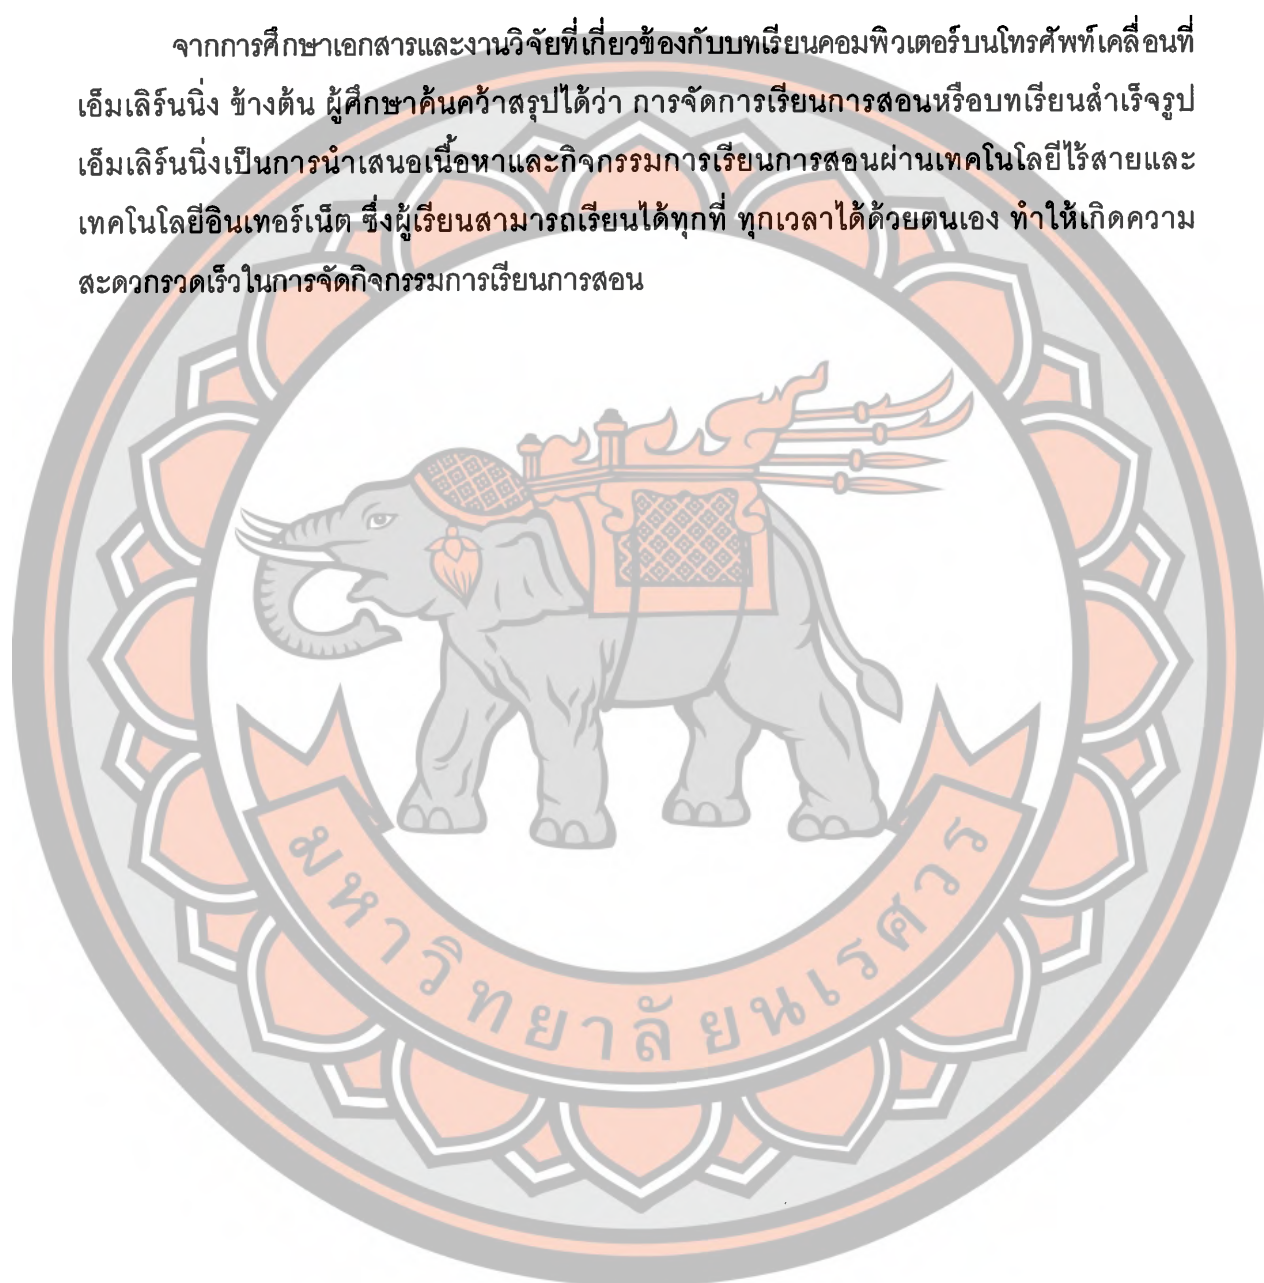 จากการศึกษาเอกสารและงานวิจัยที่เกี่ยวข้องกับบทเรียนคอมพิวเตอร์บนโทรศัพท์เคลื่อนที่
เอ็มเลิร์นนิ่ง ข้างต้น ผู้ศึกษาค้นคว้าสรุปได้ว่า การจัดการเรียนการสอนหรือบทเรียนสำเร็จรูป
เอ็มเลิร์นนิ่งเป็นการนำเสนอเนื้อหาและกิจกรรมการเรียนการสอนผ่านเทคโนโลยีไร้สายและ
เทคโนโลยีอินเทอร์เน็ต ซึ่งผู้เรียนสามารถเรียนได้ทุกที่ ทุกเวลาได้ด้วยตนเอง ทำให้เกิดความ
สะดวกรวดเร็วในการจัดกิจกรรมการเรียนการสอน
มหาวิทยาลัยนเรศวร